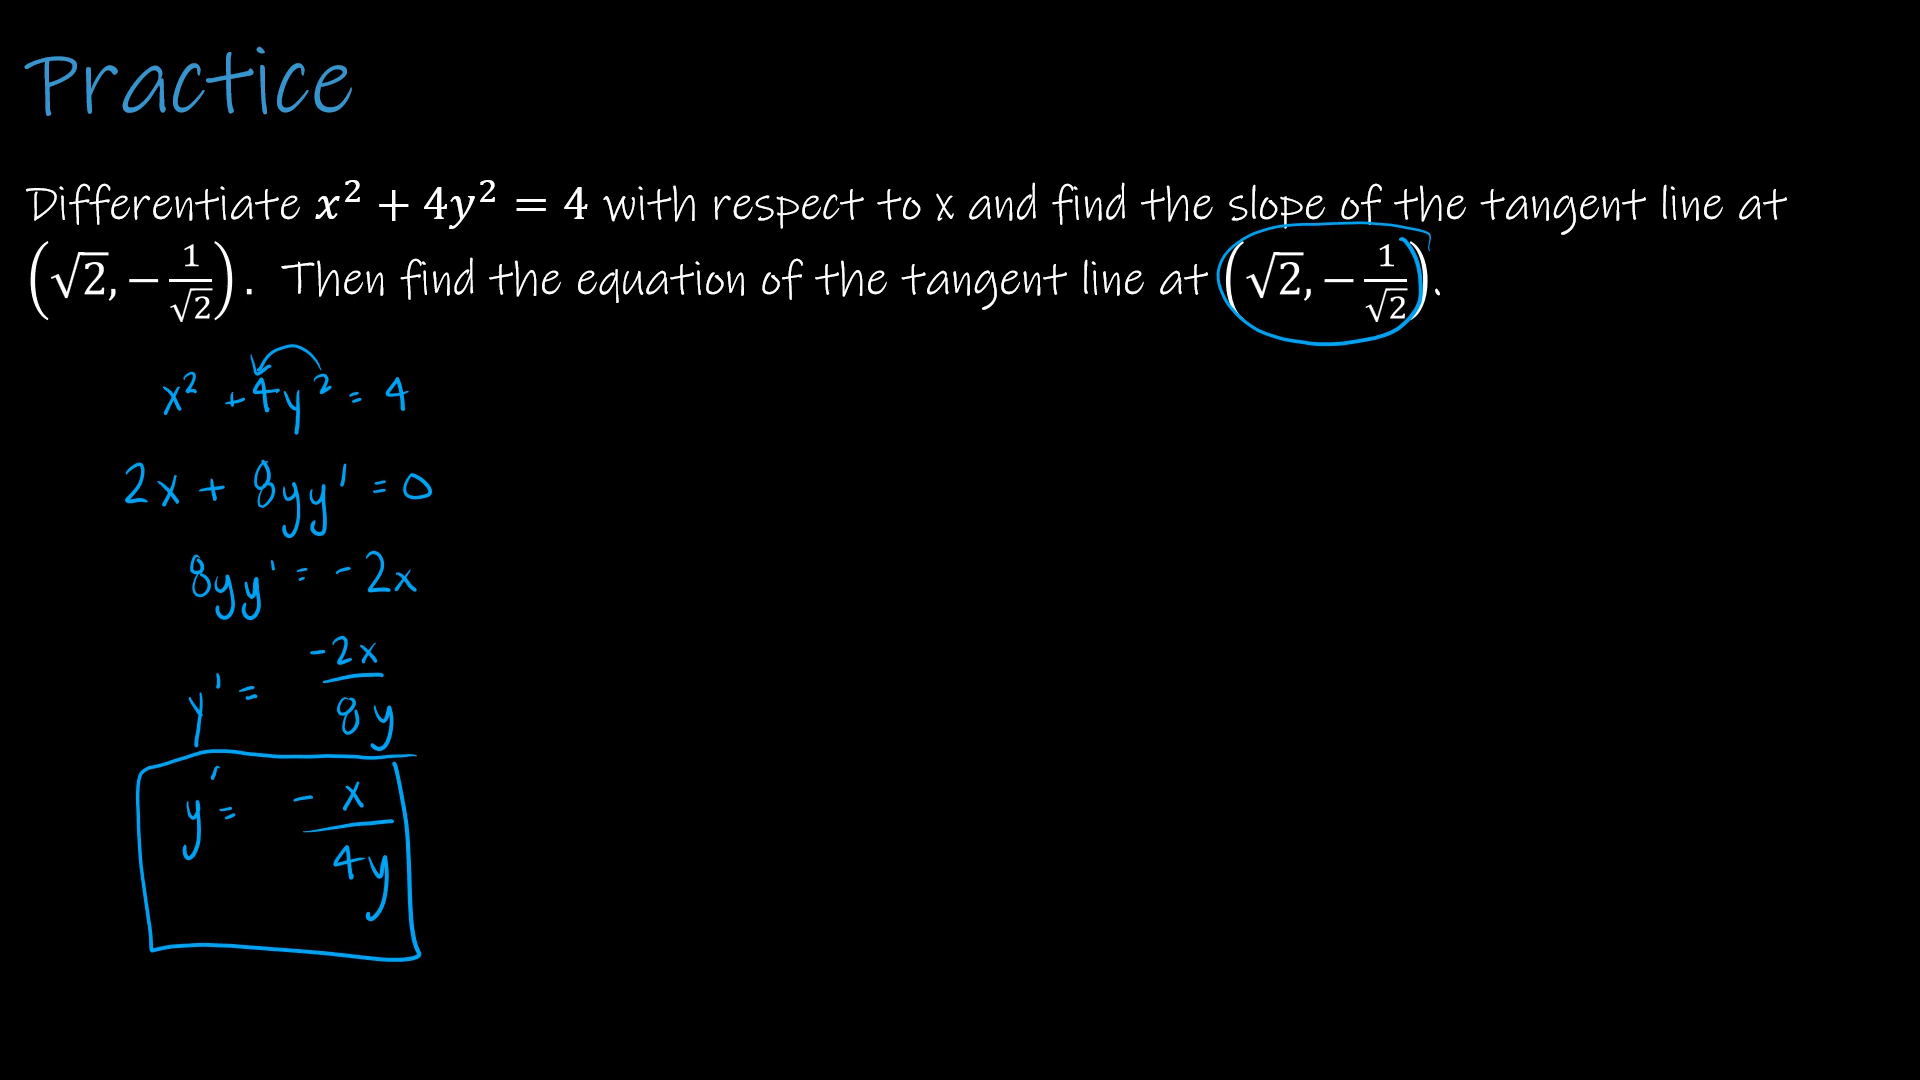 Practice
Differentiate x² + 4y² = 4 with respect to x and find the slope of the tangent line at
(√2, −1/√2). Then find the equation of the tangent line at (√2, −1/√2).
x² + 4y² = 4
2x + 8yy' = 0
8yy' = -2x
y' = -2x/8y
y' = -x/4y